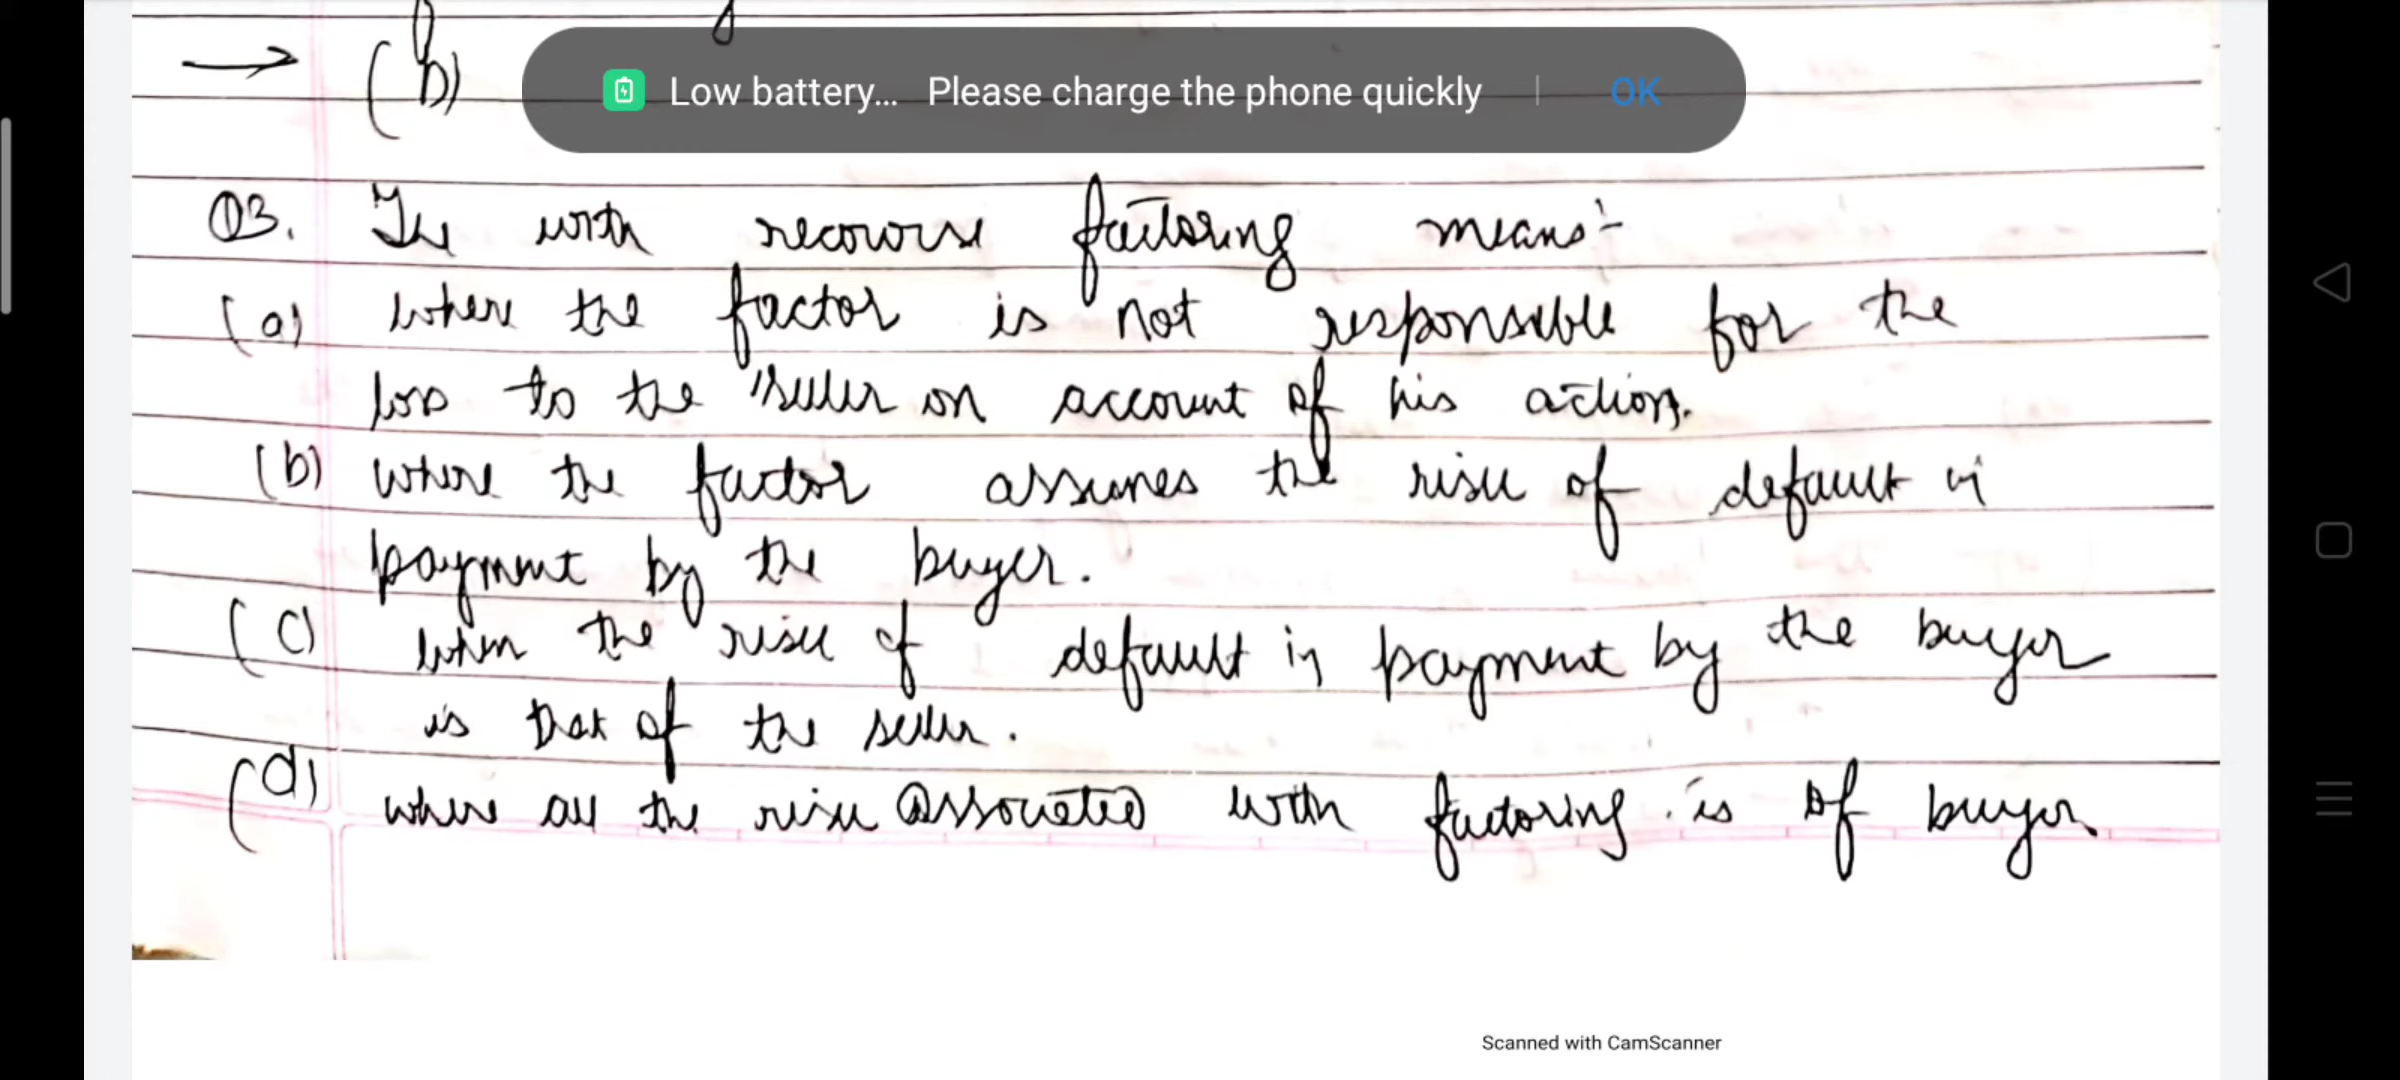 → (b)
Low battery... Please charge the phone quickly | OK
Q3. The with recourse factoring means:-
(a) where the factor is not responsible for the
loss to the seller on account of his action.
(b) where the factor assumes the risk of default in
payment by the buyer.
(c) when the risk of default in payment by the buyer
is that of the seller.
(d) where all the risk associated with factoring is of buyer.
Scanned with CamScanner